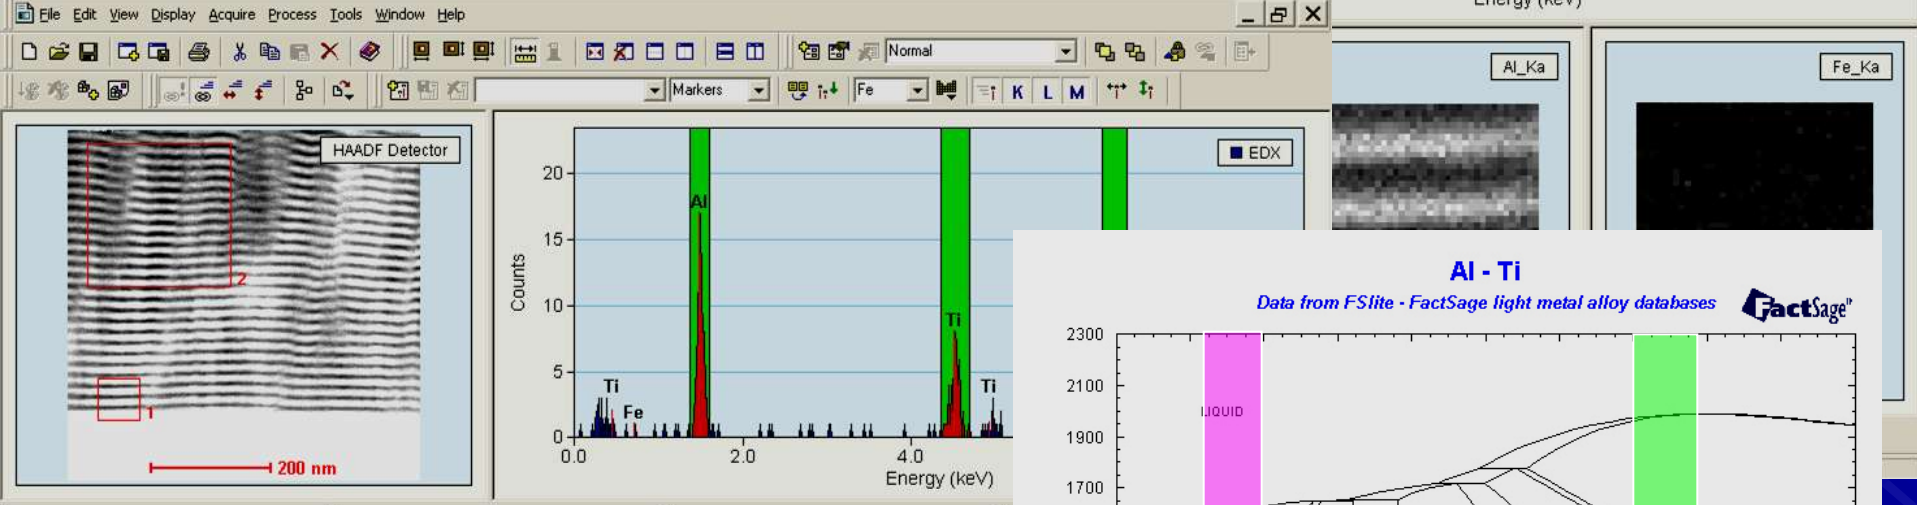 File Edit View Display Acquire Process Tools Window Help
Normal
Markers
Fe
K L M
HAADF Detector
2
1
200 nm
EDX
20
15
10
5
0
Counts
Al
Ti
Ti
Fe
Ti
0.0 2.0 4.0
Energy (keV)
Energy (keV)
Al_Ka
Fe_Ka
Al - Ti
Data from FSlite - FactSage light metal alloy databases
FactSage
2300
2100
1900
1700
LIQUID